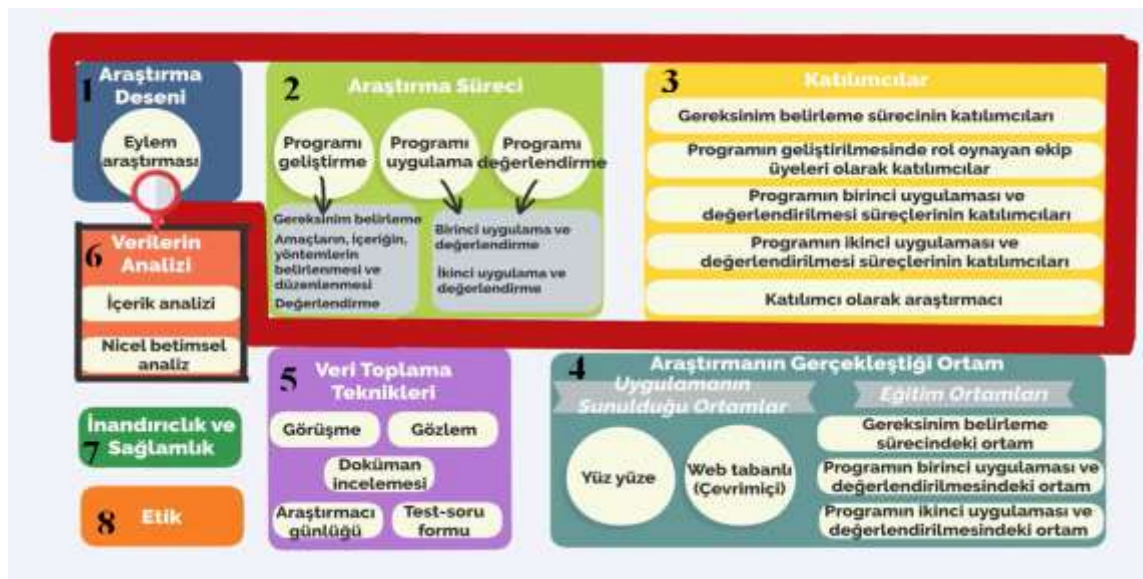 1
Araştırma
Deseni
Eylem
araştırması
2
Araştırma Süreci
Programı
geliştirme
Programı
uygulama
Programı
değerlendirme
Gereksinim belirleme
Amaçların, içeriğin,
yöntemlerin
belirlenmesi ve
düzenlenmesi
Değerlendirme
Birinci uygulama ve
değerlendirme
İkinci uygulama ve
değerlendirme
3
Katılımcılar
Gereksinim belirleme sürecinin katılımcıları
Programın geliştirilmesinde rol oynayan ekip
üyeleri olarak katılımcılar
Programın birinci uygulaması ve
değerlendirilmesi süreçlerinin katılımcıları
Programın ikinci uygulaması ve
değerlendirilmesi süreçlerinin katılımcıları
Katılımcı olarak araştırmacı
4
Araştırmanın Gerçekleştiği Ortam
Uygulamanın
Sunulduğu Ortamlar
Yüz yüze
Web tabanlı
(Çevrimiçi)
Eğitim Ortamları
Gereksinim belirleme
sürecindeki ortam
Programın birinci uygulaması ve
değerlendirilmesindeki ortam
Programın ikinci uygulaması ve
değerlendirilmesindeki ortam
5
Veri Toplama
Teknikleri
Görüşme
Gözlem
Doküman
incelemesi
Araştırmacı
günlüğü
Test-soru
formu
6
Verilerin
Analizi
İçerik analizi
Nicel betimsel
analiz
7
İnandırıclık ve
Sağlamlık
8
Etik